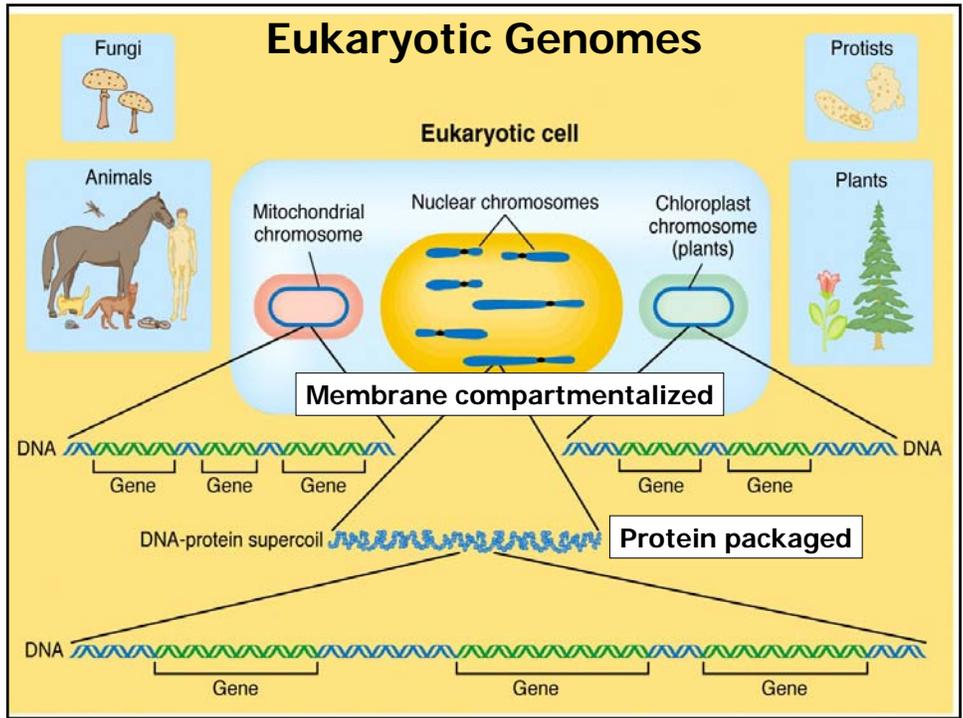 Eukaryotic Genomes
Fungi
Protists
Eukaryotic cell
Animals
Plants
Mitochondrial
chromosome
Nuclear chromosomes
Chloroplast
chromosome
(plants)
Membrane compartmentalized
DNA
Gene
Gene
Gene
DNA
Gene
Gene
DNA-protein supercoil
Protein packaged
DNA
Gene
Gene
Gene